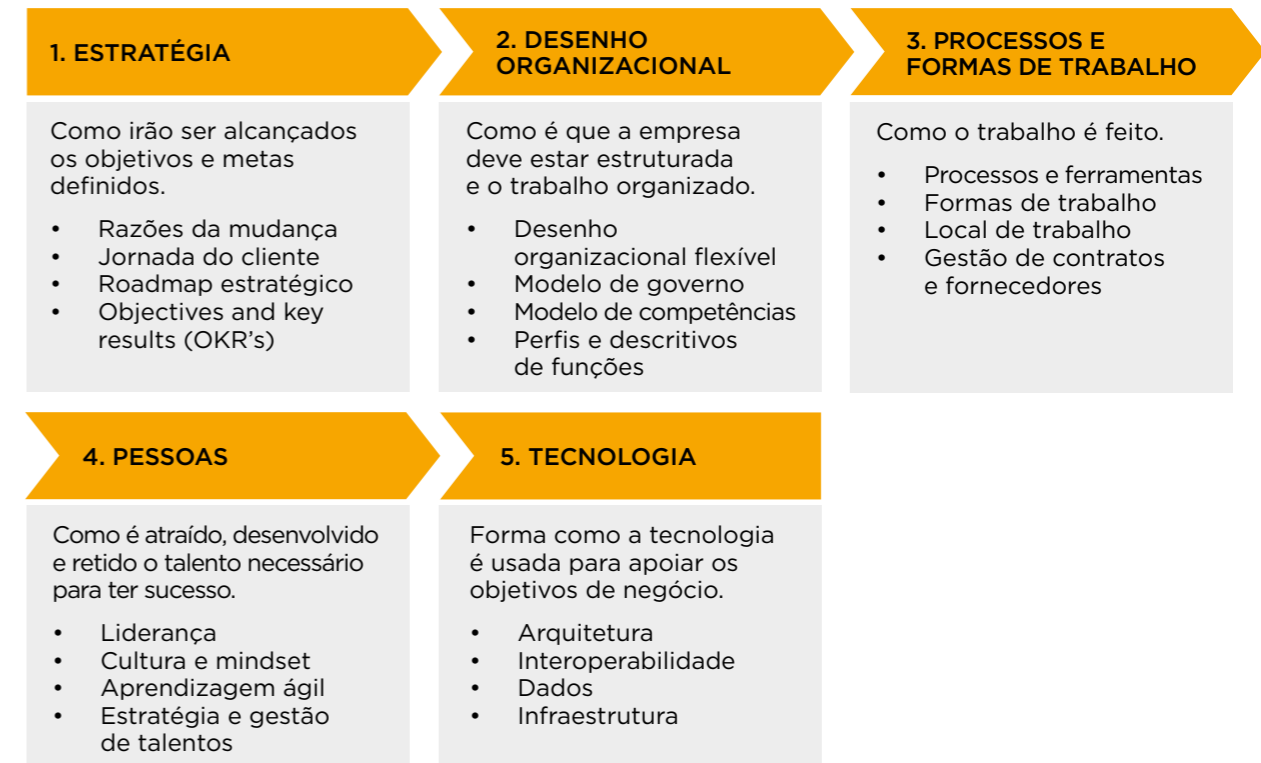 1. ESTRATÉGIA
Como irão ser alcançados
os objetivos e metas
definidos.
• Razões da mudança
• Jornada do cliente
• Roadmap estratégico
• Objectives and key
results (OKR’s)
2. DESENHO
ORGANIZACIONAL
Como é que a empresa
deve estar estruturada
e o trabalho organizado.
• Desenho
organizacional flexível
• Modelo de governo
• Modelo de competências
• Perfis e descritivos
de funções
3. PROCESSOS E
FORMAS DE TRABALHO
Como o trabalho é feito.
• Processos e ferramentas
• Formas de trabalho
• Local de trabalho
• Gestão de contratos
e fornecedores
4. PESSOAS
Como é atraído, desenvolvido
e retido o talento necessário
para ter sucesso.
• Liderança
• Cultura e mindset
• Aprendizagem ágil
• Estratégia e gestão
de talentos
5. TECNOLOGIA
Forma como a tecnologia
é usada para apoiar os
objetivos de negócio.
• Arquitetura
• Interoperabilidade
• Dados
• Infraestrutura